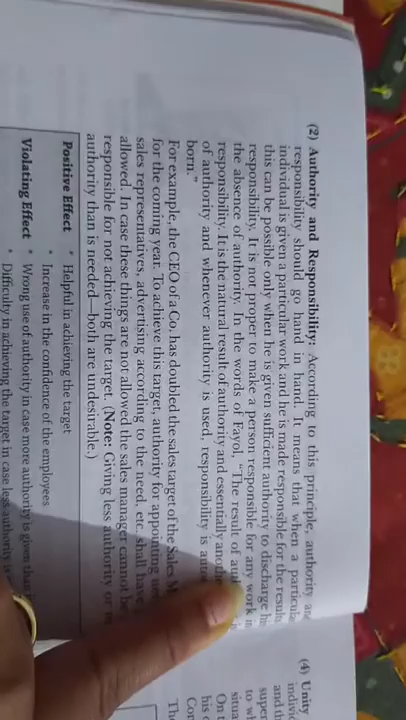 (2) Authority and Responsibility: According to this principle, authority and
responsibility should go hand in hand. It means that when a particular
individual is given a particular work and he is made responsible for the results
this can be possible only when he is given sufficient authority to discharge
responsibility. It is not proper to make a person responsible for any work in
the absence of authority. In the words of Fayol, "The result of
responsibility. It is the natural result of authority and essentially
of authority and whenever authority is used, responsibility is
born."
For example, the CEO of a Co. has doubled the sales target of the Sales
for the coming year. To achieve this target, authority for appointing
sales representatives, advertising according to the need, etc. shall have
allowed. In case these things are not allowed the sales manager cannot be
responsible for not achieving the target. (Note: Giving less authority or
authority than is needed—both are undesirable.)
Positive Effect • Helpful in achieving the target
• Increase in the confidence of the employees
Violating Effect • Wrong use of authority in case more authority is given than
• Difficulty in achieving the target in case less authority is
(4) Unity
and
to
On
his